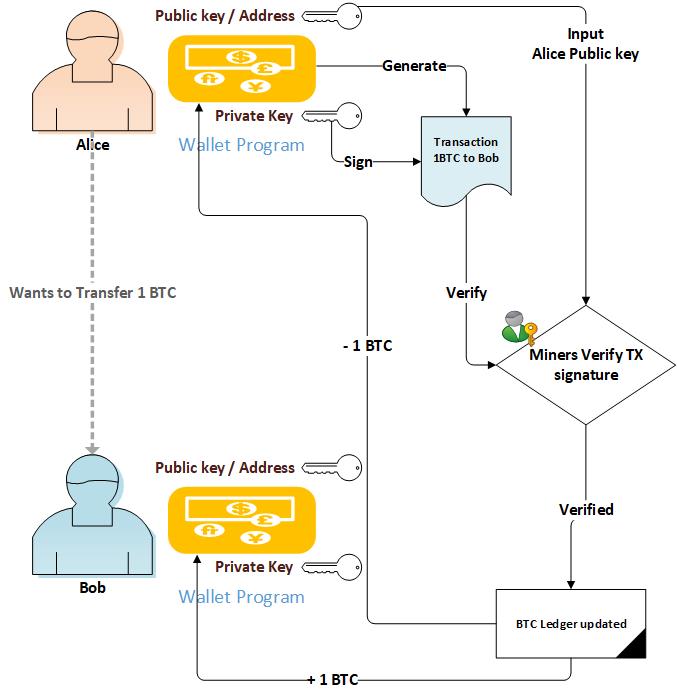 Public key / Address
Input
Alice Public key
$
£
fr
¥
Generate
Private Key
Wallet Program
Alice
Sign
Transaction
1BTC to Bob
Wants to Transfer 1 BTC
Verify
- 1 BTC
Miners Verify TX
signature
Public key / Address
$
£
fr
¥
Private Key
Wallet Program
Bob
Verified
BTC Ledger updated
+ 1 BTC